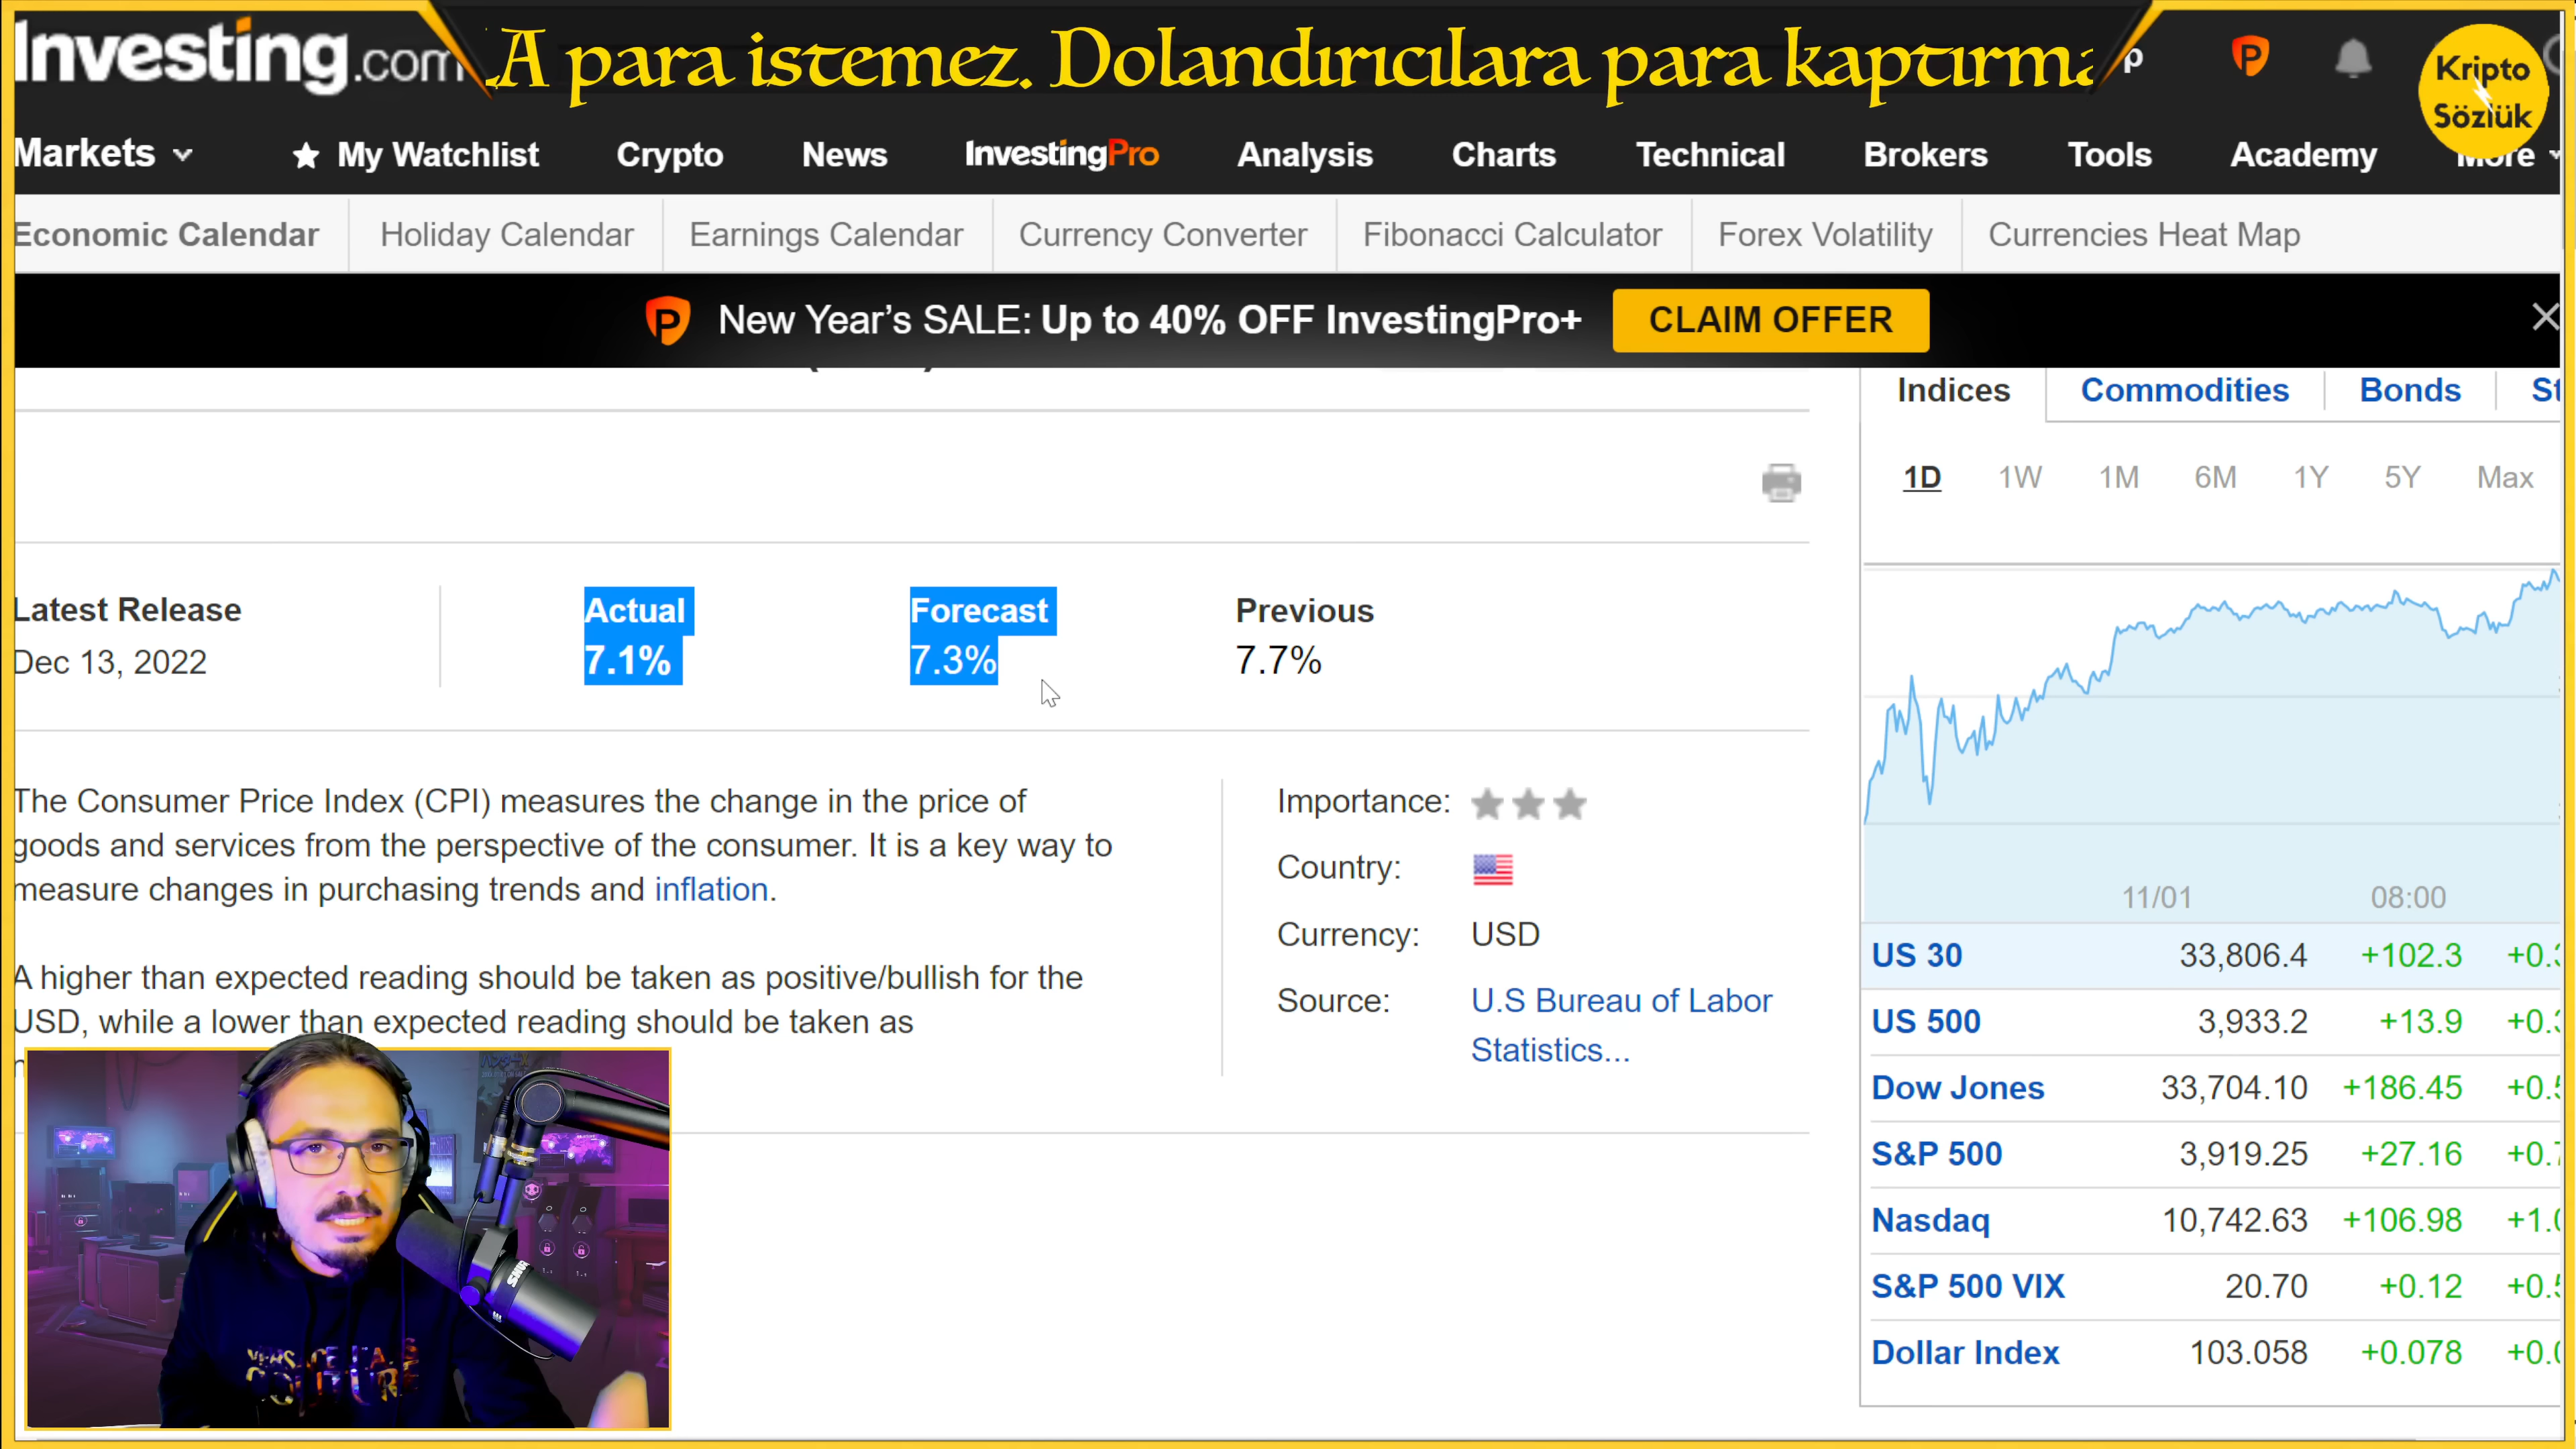 Investing.com
A para istemez. Dolandırıcılara para kaptırma
Kripto
Sözlük
Markets
My Watchlist
Crypto
News
InvestingPro
Analysis
Charts
Technical
Brokers
Tools
Academy
More
Economic Calendar
Holiday Calendar
Earnings Calendar
Currency Converter
Fibonacci Calculator
Forex Volatility
Currencies Heat Map
New Year's SALE: Up to 40% OFF InvestingPro+
CLAIM OFFER
Indices
Commodities
Bonds
1D
1W
1M
6M
1Y
5Y
Max
Latest Release
Dec 13, 2022
Actual
7.1%
Forecast
7.3%
Previous
7.7%
The Consumer Price Index (CPI) measures the change in the price of
goods and services from the perspective of the consumer. It is a key way to
measure changes in purchasing trends and inflation.
A higher than expected reading should be taken as positive/bullish for the
USD, while a lower than expected reading should be taken as
Importance:
Country:
Currency: USD
Source: U.S Bureau of Labor
Statistics...
11/01
08:00
US 30 33,806.4 +102.3
US 500 3,933.2 +13.9
Dow Jones 33,704.10 +186.45
S&P 500 3,919.25 +27.16
Nasdaq 10,742.63 +106.98
S&P 500 VIX 20.70 +0.12
Dollar Index 103.058 +0.078